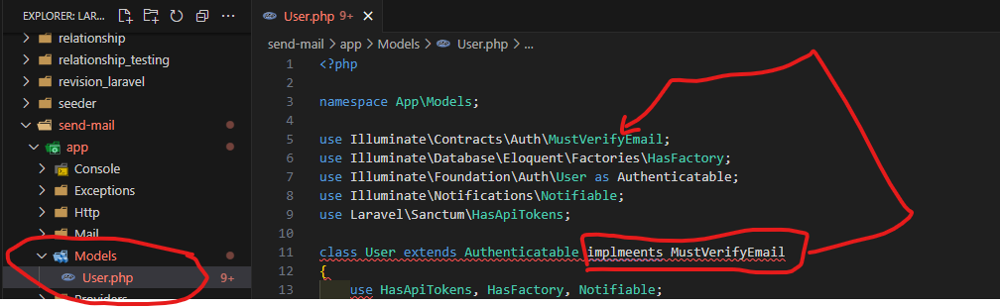 EXPLORER: LAR... ...
relationship
relationship_testing
revision_laravel
seeder
send-mail
app
Console
Exceptions
Http
Mail
Models
User.php 9+
Providers
User.php 9+ ×
send-mail > app > Models > User.php > ...
1 <?php
2
3 namespace App\Models;
4
5 use Illuminate\Contracts\Auth\MustVerifyEmail;
6 use Illuminate\Database\Eloquent\Factories\HasFactory;
7 use Illuminate\Foundation\Auth\User as Authenticatable;
8 use Illuminate\Notifications\Notifiable;
9 use Laravel\Sanctum\HasApiTokens;
10
11 class User extends Authenticatable implmeents MustVerifyEmail
12 {
13 use HasApiTokens, HasFactory, Notifiable;